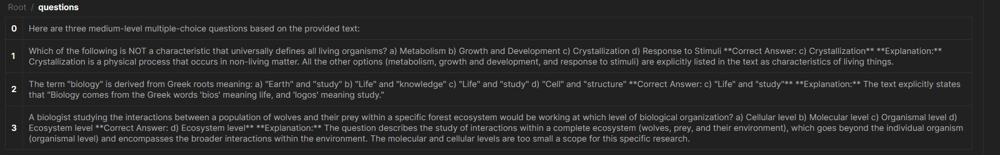 Root / questions
0 Here are three medium-level multiple-choice questions based on the provided text:
Which of the following is NOT a characteristic that universally defines all living organisms? a) Metabolism b) Growth and Development c) Crystallization d) Response to Stimuli **Correct Answer: c) Crystallization** **Explanation:**
1 Crystallization is a physical process that occurs in non-living matter. All the other options (metabolism, growth and development, and response to stimuli) are explicitly listed in the text as characteristics of living things.
The term "biology" is derived from Greek roots meaning: a) "Earth" and "study" b) "Life" and "knowledge" c) "Life" and "study" d) "Cell" and "structure" **Correct Answer: c) "Life" and "study"** **Explanation:** The text explicitly states
2 that "Biology comes from the Greek words 'bios' meaning life, and 'logos' meaning study."
A biologist studying the interactions between a population of wolves and their prey within a specific forest ecosystem would be working at which level of biological organization? a) Cellular level b) Molecular level c) Organismal level d)
3 Ecosystem level **Correct Answer: d) Ecosystem level** **Explanation:** The question describes the study of interactions within a complete ecosystem (wolves, prey, and their environment), which goes beyond the individual organism
(organismal level) and encompasses the broader interactions within the environment. The molecular and cellular levels are too small a scope for this specific research.